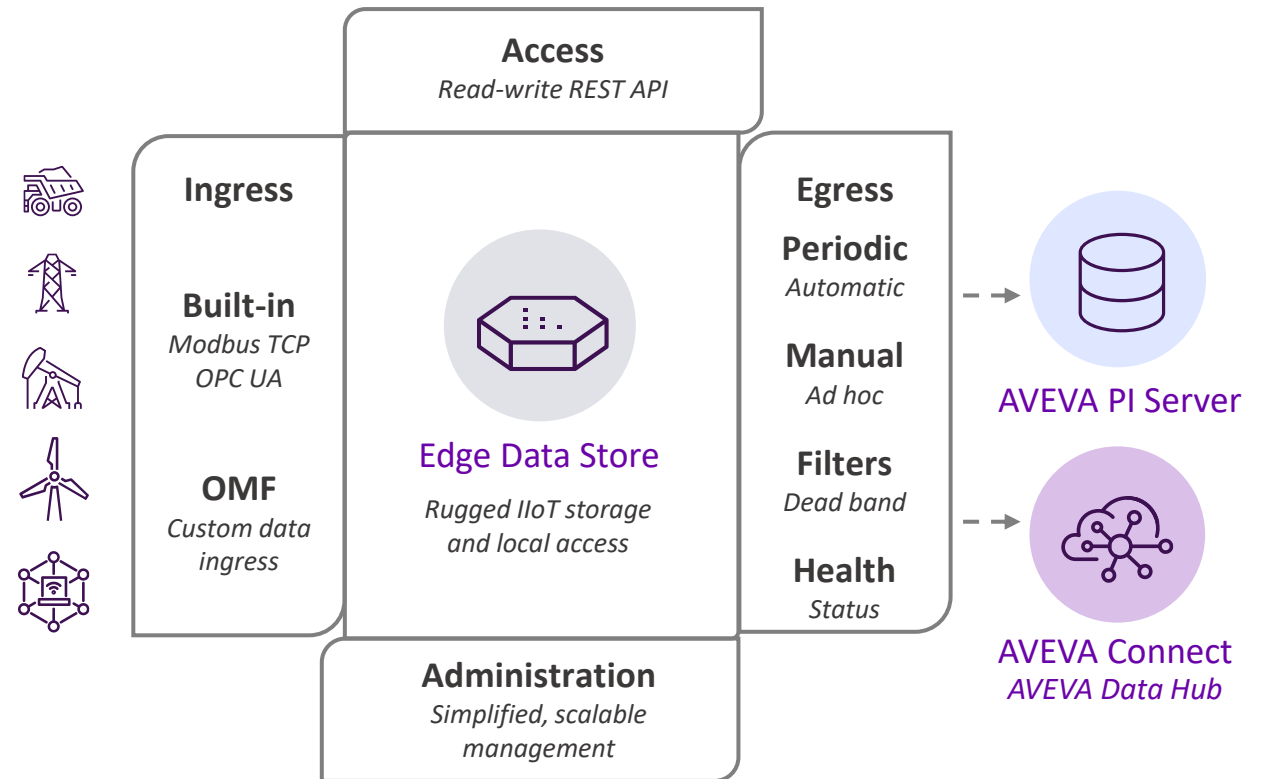 Access
Read-write REST API
Ingress
Built-in
Modbus TCP
OPC UA
OMF
Custom data
ingress
Edge Data Store
Rugged IIoT storage
and local access
Egress
Periodic
Automatic
Manual
Ad hoc
Filters
Dead band
Health
Status
AVEVA PI Server
AVEVA Connect
AVEVA Data Hub
Administration
Simplified, scalable
management